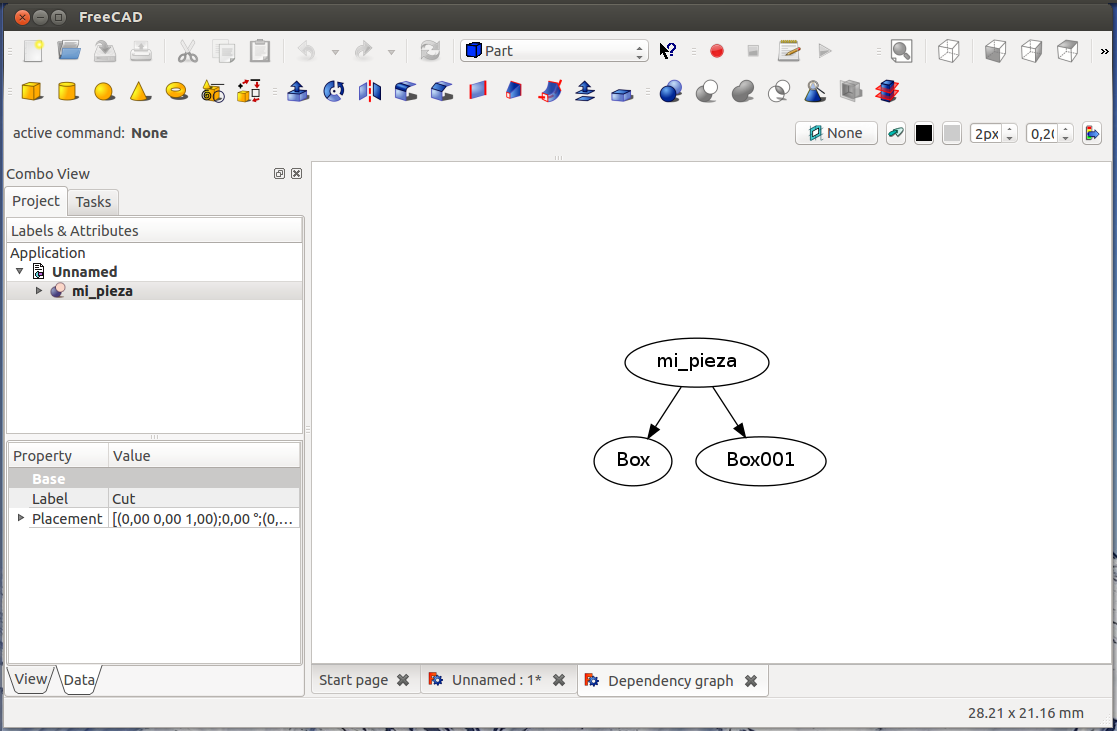 FreeCAD
Part
»
active command: None
None
2px
0,20
Combo View
Project
Tasks
Labels & Attributes
Application
Unnamed
mi_pieza
mi_pieza
Box
Box001
Property Value
Base
Label Cut
Placement [(0,00 0,00 1,00);0,00 °;(0,...
View
Data
Start page
Unnamed : 1*
Dependency graph
28.21 x 21.16 mm